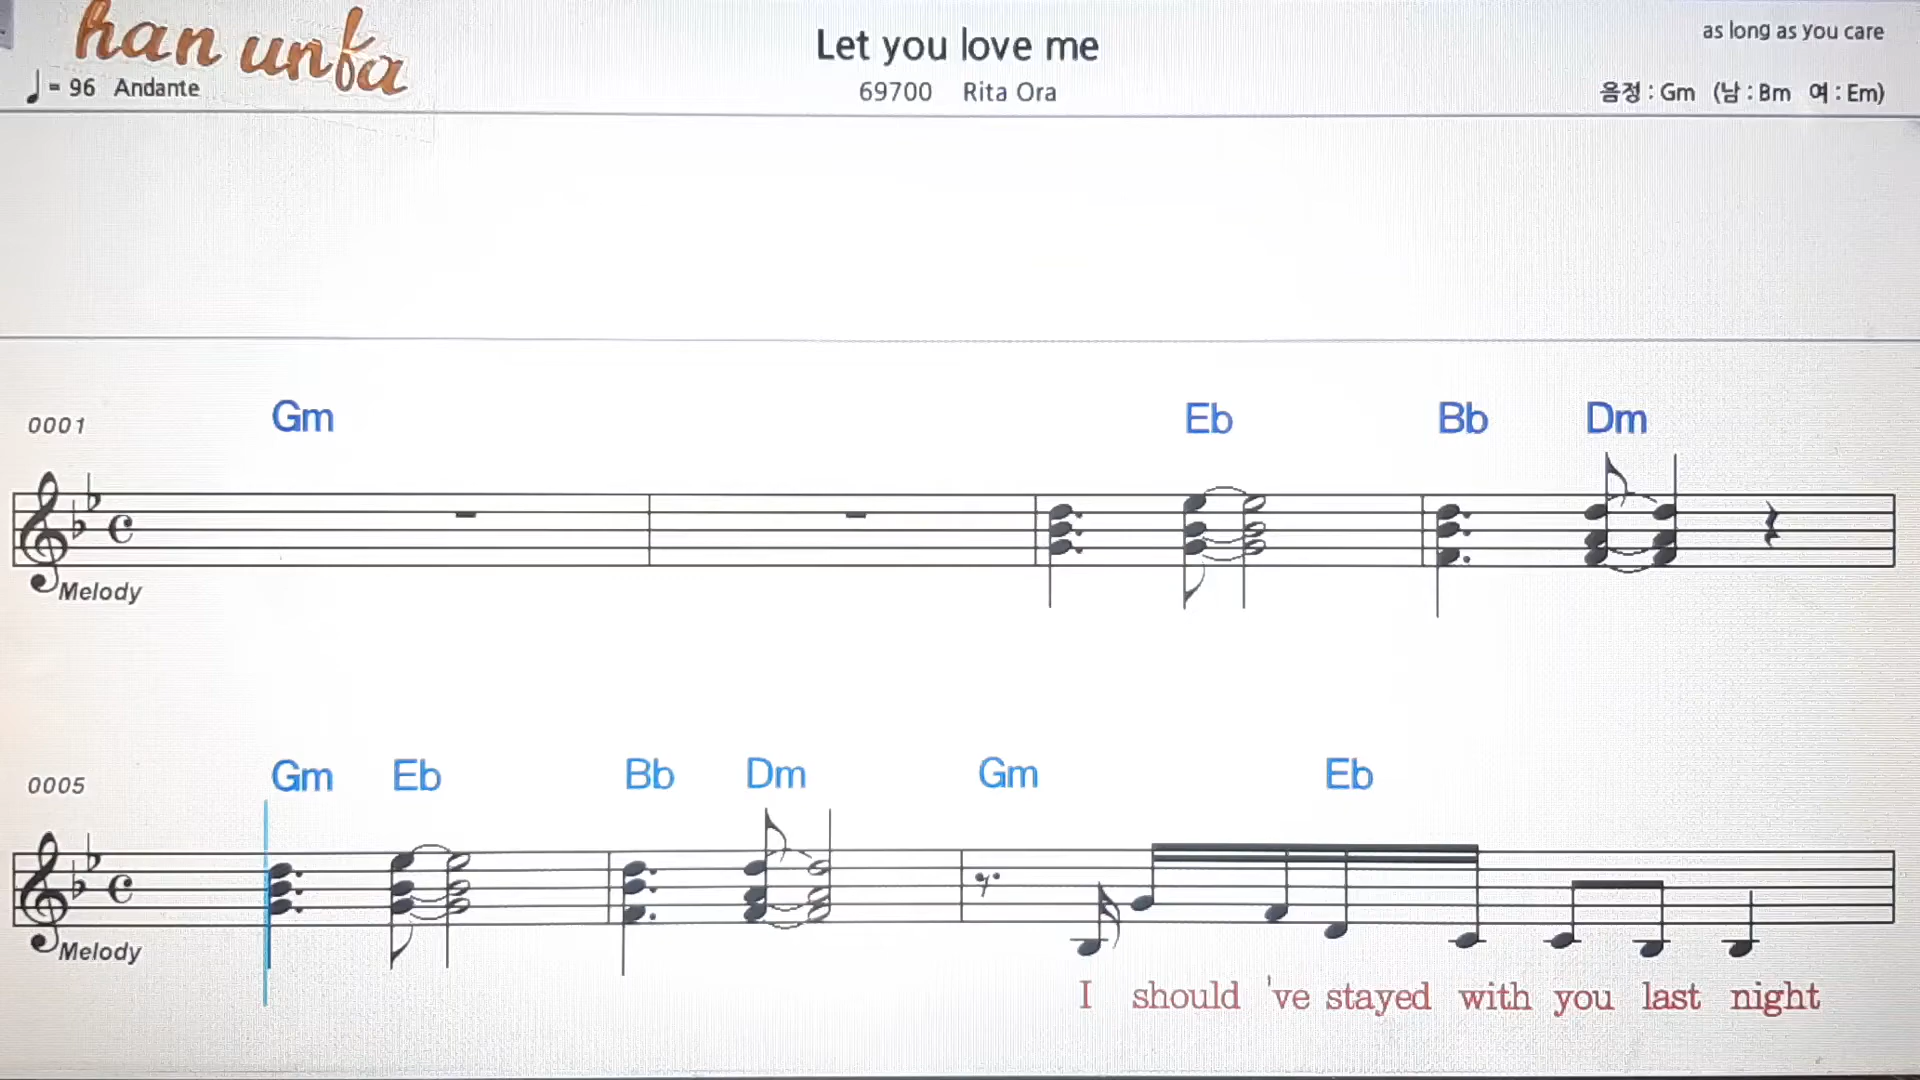 han unfa
Let you love me
as long as you care
= 96 Andante
69700 Rita Ora
음정 : Gm (남 : Bm 여 : Em)
0001 Gm Eb Bb Dm
Melody
0005 Gm Eb Bb Dm Gm Eb
Melody
I should 've stayed with you last night